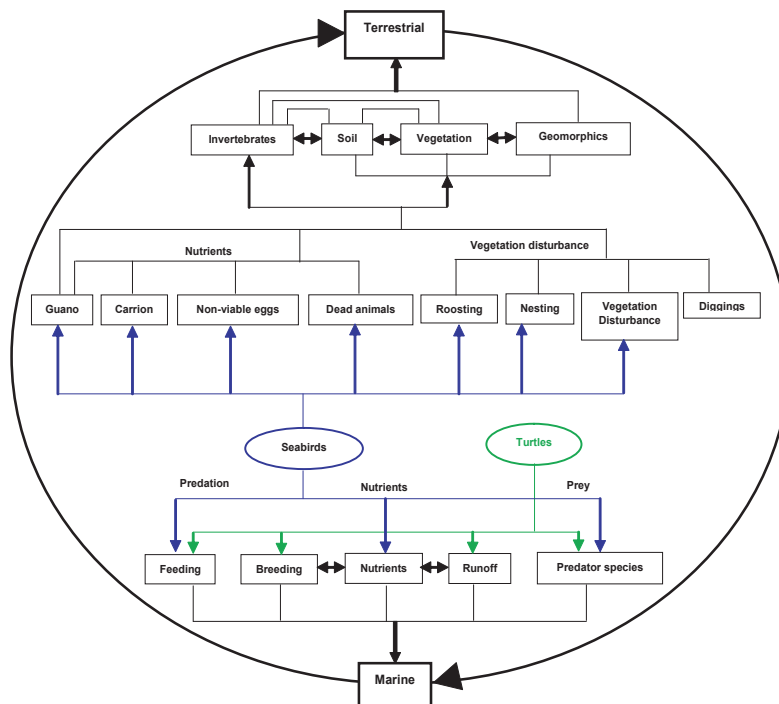 Terrestrial
Invertebrates
Soil
Vegetation
Geomorphics
Nutrients
Vegetation disturbance
Guano
Carrion
Non-viable eggs
Dead animals
Roosting
Nesting
Vegetation
Disturbance
Diggings
Seabirds
Turtles
Predation
Nutrients
Prey
Feeding
Breeding
Nutrients
Runoff
Predator species
Marine